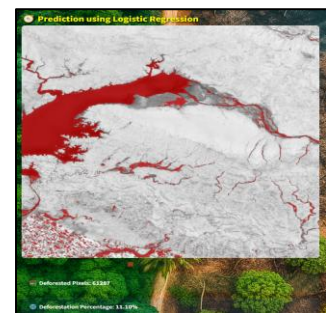 Prediction using Logistic Regression
Deforested Pixels: 61287
Deforestation Percentage: 11.10%